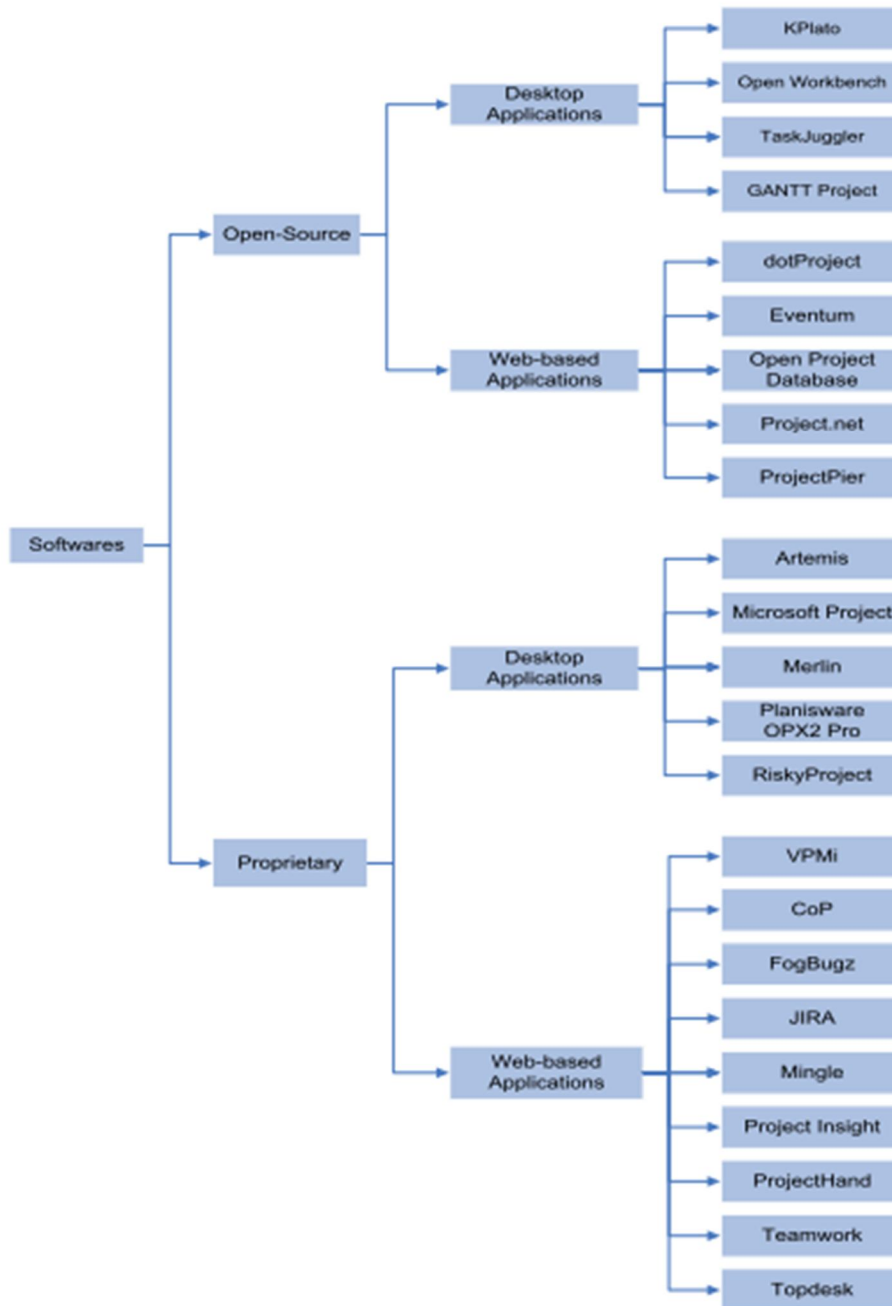 KPlato
Open Workbench
TaskJuggler
GANTT Project
Desktop
Applications
Open-Source
dotProject
Eventum
Open Project
Database
Project.net
ProjectPier
Web-based
Applications
Softwares
Artemis
Microsoft Project
Merlin
Planisware
OPX2 Pro
RiskyProject
Desktop
Applications
Proprietary
VPMi
CoP
FogBugz
JIRA
Mingle
Project Insight
ProjectHand
Teamwork
Topdesk
Web-based
Applications